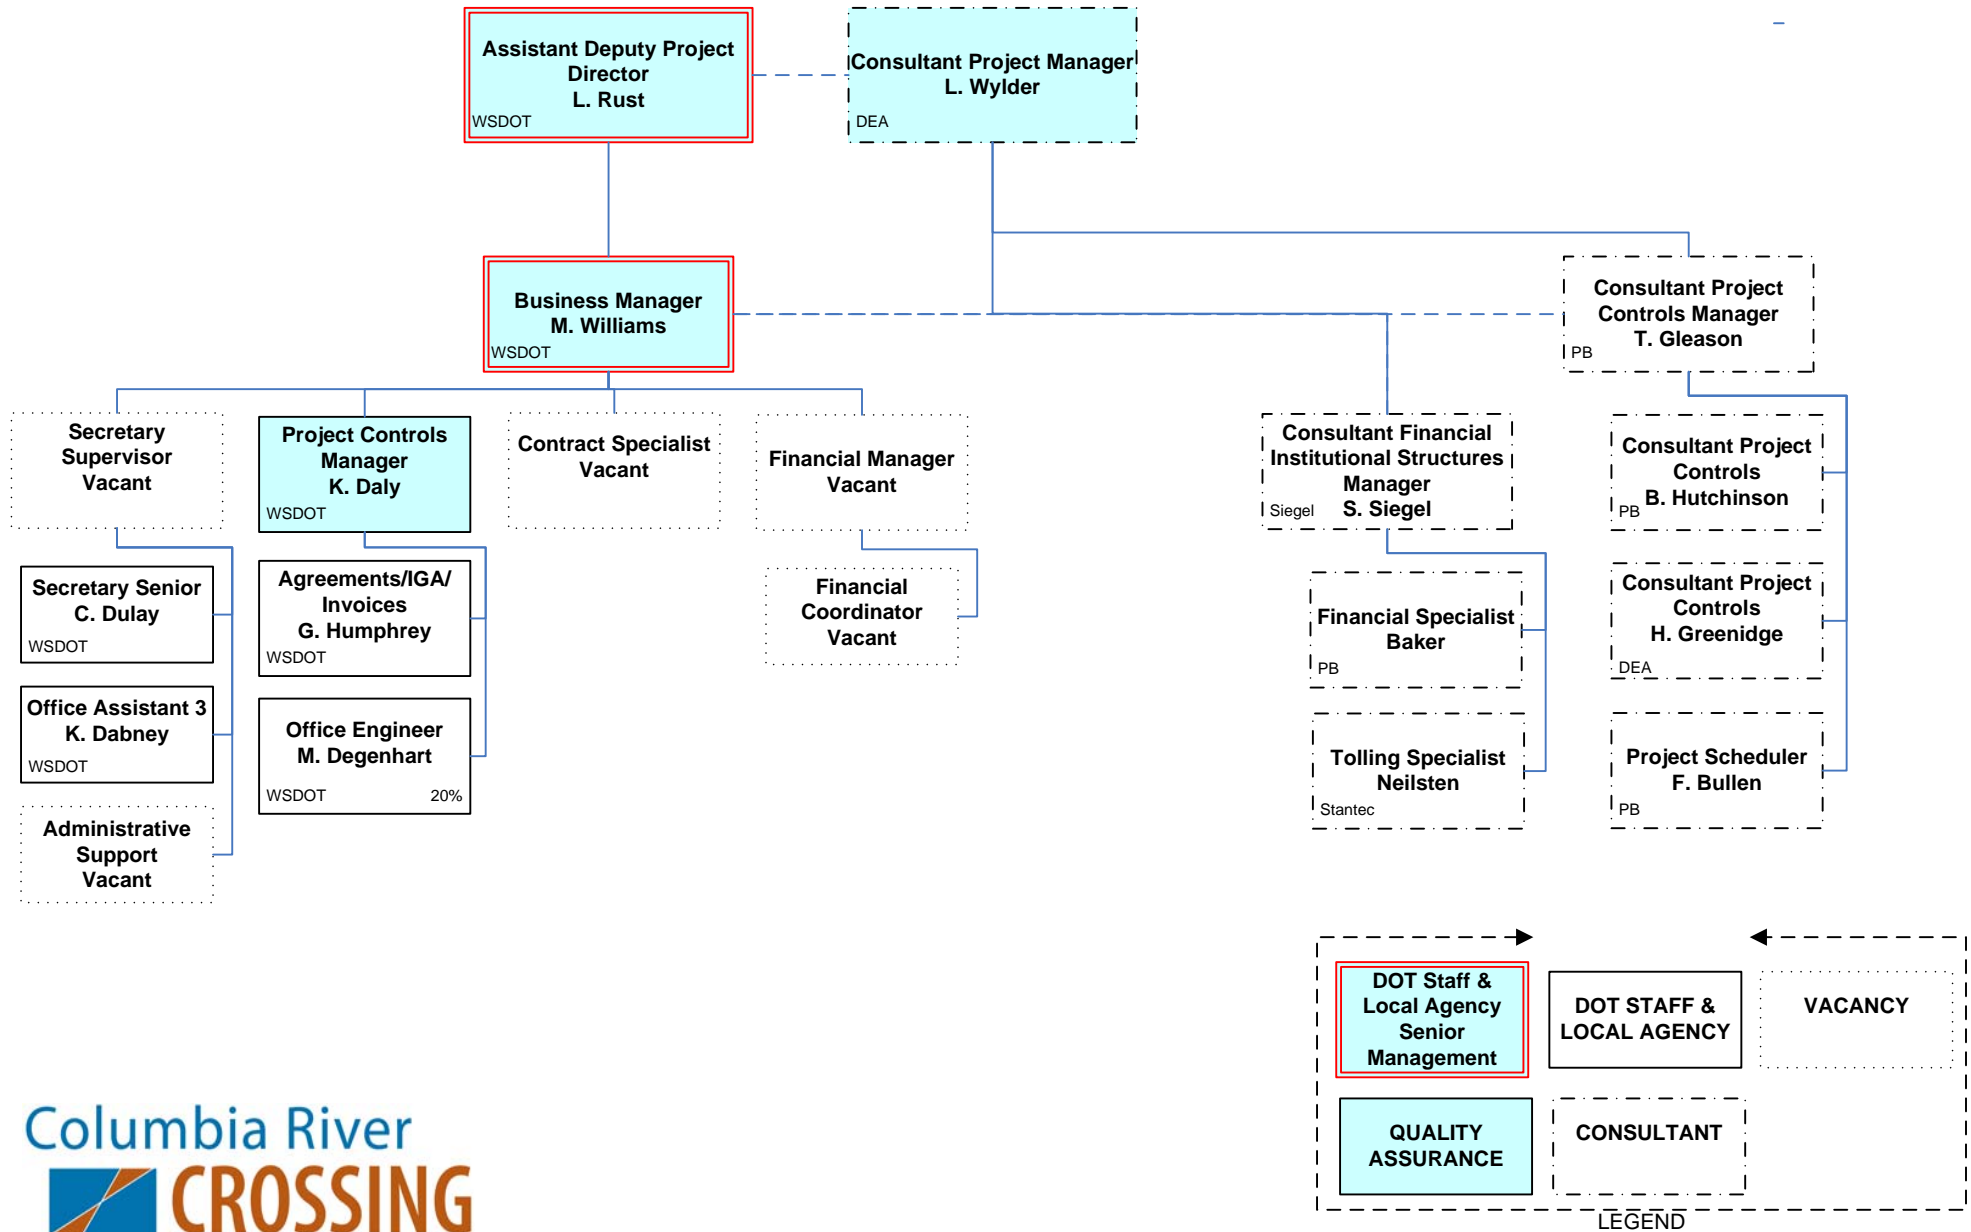 Assistant Deputy Project
Director
L. Rust
WSDOT
Consultant Project Manager
L. Wylder
DEA
Business Manager
M. Williams
WSDOT
Consultant Project
Controls Manager
T. Gleason
PB
Secretary
Supervisor
Vacant
Project Controls
Manager
K. Daly
WSDOT
Contract Specialist
Vacant
Financial Manager
Vacant
Consultant Financial
Institutional Structures
Manager
S. Siegel
Siegel
Consultant Project
Controls
B. Hutchinson
PB
Secretary Senior
C. Dulay
WSDOT
Agreements/IGA/
Invoices
G. Humphrey
WSDOT
Financial
Coordinator
Vacant
Financial Specialist
Baker
PB
Consultant Project
Controls
H. Greenidge
DEA
Office Assistant 3
K. Dabney
WSDOT
Office Engineer
M. Degenhart
WSDOT 20%
Tolling Specialist
Neilsten
Stantec
Project Scheduler
F. Bullen
PB
Administrative
Support
Vacant
DOT Staff &
Local Agency
Senior
Management
DOT STAFF &
LOCAL AGENCY
VACANCY
QUALITY
ASSURANCE
CONSULTANT
LEGEND
Columbia River
CROSSING